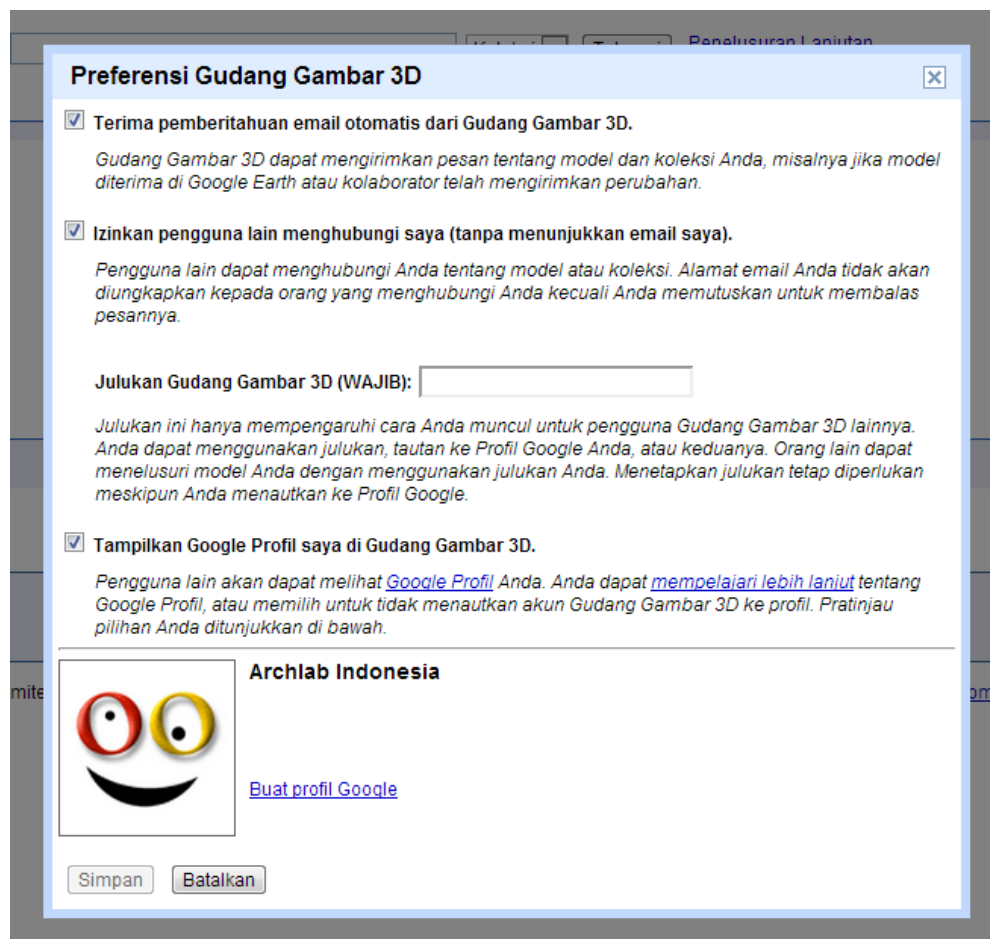 Penelusuran Lanjutan
Preferensi Gudang Gambar 3D
Terima pemberitahuan email otomatis dari Gudang Gambar 3D.
Gudang Gambar 3D dapat mengirimkan pesan tentang model dan koleksi Anda, misalnya jika model
diterima di Google Earth atau kolaborator telah mengirimkan perubahan.
Izinkan pengguna lain menghubungi saya (tanpa menunjukkan email saya).
Pengguna lain dapat menghubungi Anda tentang model atau koleksi. Alamat email Anda tidak akan
diungkapkan kepada orang yang menghubungi Anda kecuali Anda memutuskan untuk membalas
pesannya.
Julukan Gudang Gambar 3D (WAJIB):
Julukan ini hanya mempengaruhi cara Anda muncul untuk pengguna Gudang Gambar 3D lainnya.
Anda dapat menggunakan julukan, tautan ke Profil Google Anda, atau keduanya. Orang lain dapat
menelusuri model Anda dengan menggunakan julukan Anda. Menetapkan julukan tetap diperlukan
meskipun Anda menautkan ke Profil Google.
Tampilkan Google Profil saya di Gudang Gambar 3D.
Pengguna lain akan dapat melihat Google Profil Anda. Anda dapat mempelajari lebih lanjut tentang
Google Profil, atau memilih untuk tidak menautkan akun Gudang Gambar 3D ke profil. Pratinjau
pilihan Anda ditunjukkan di bawah.
Archlab Indonesia
Buat profil Google
Simpan Batalkan